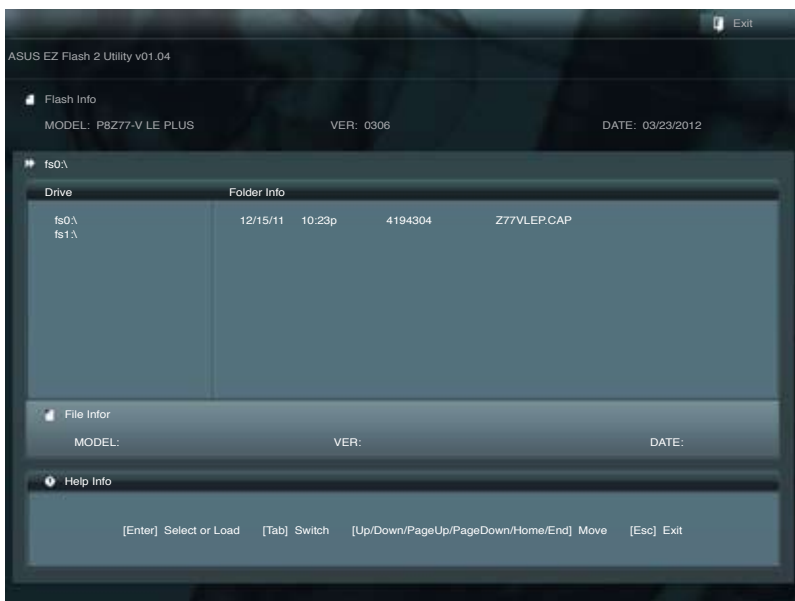 Exit
ASUS EZ Flash 2 Utility v01.04
Flash Info
MODEL: P8Z77-V LE PLUS VER: 0306 DATE: 03/23/2012
fs0:\
Drive Folder Info
fs0:\ 12/15/11 10:23p 4194304 Z77VLEP.CAP
fs1:\
File Infor
MODEL: VER: DATE:
Help Info
[Enter] Select or Load [Tab] Switch [Up/Down/PageUp/PageDown/Home/End] Move [Esc] Exit